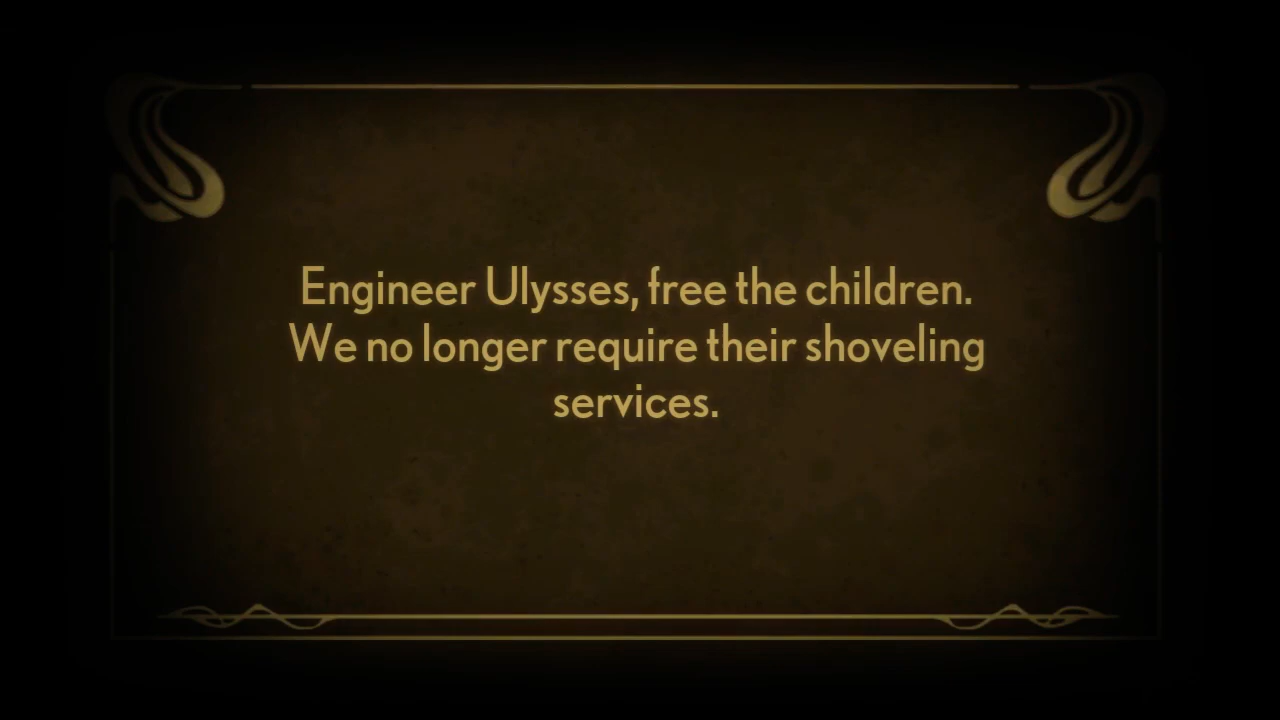 Engineer Ulysses, free the children.
We no longer require their shoveling
services.